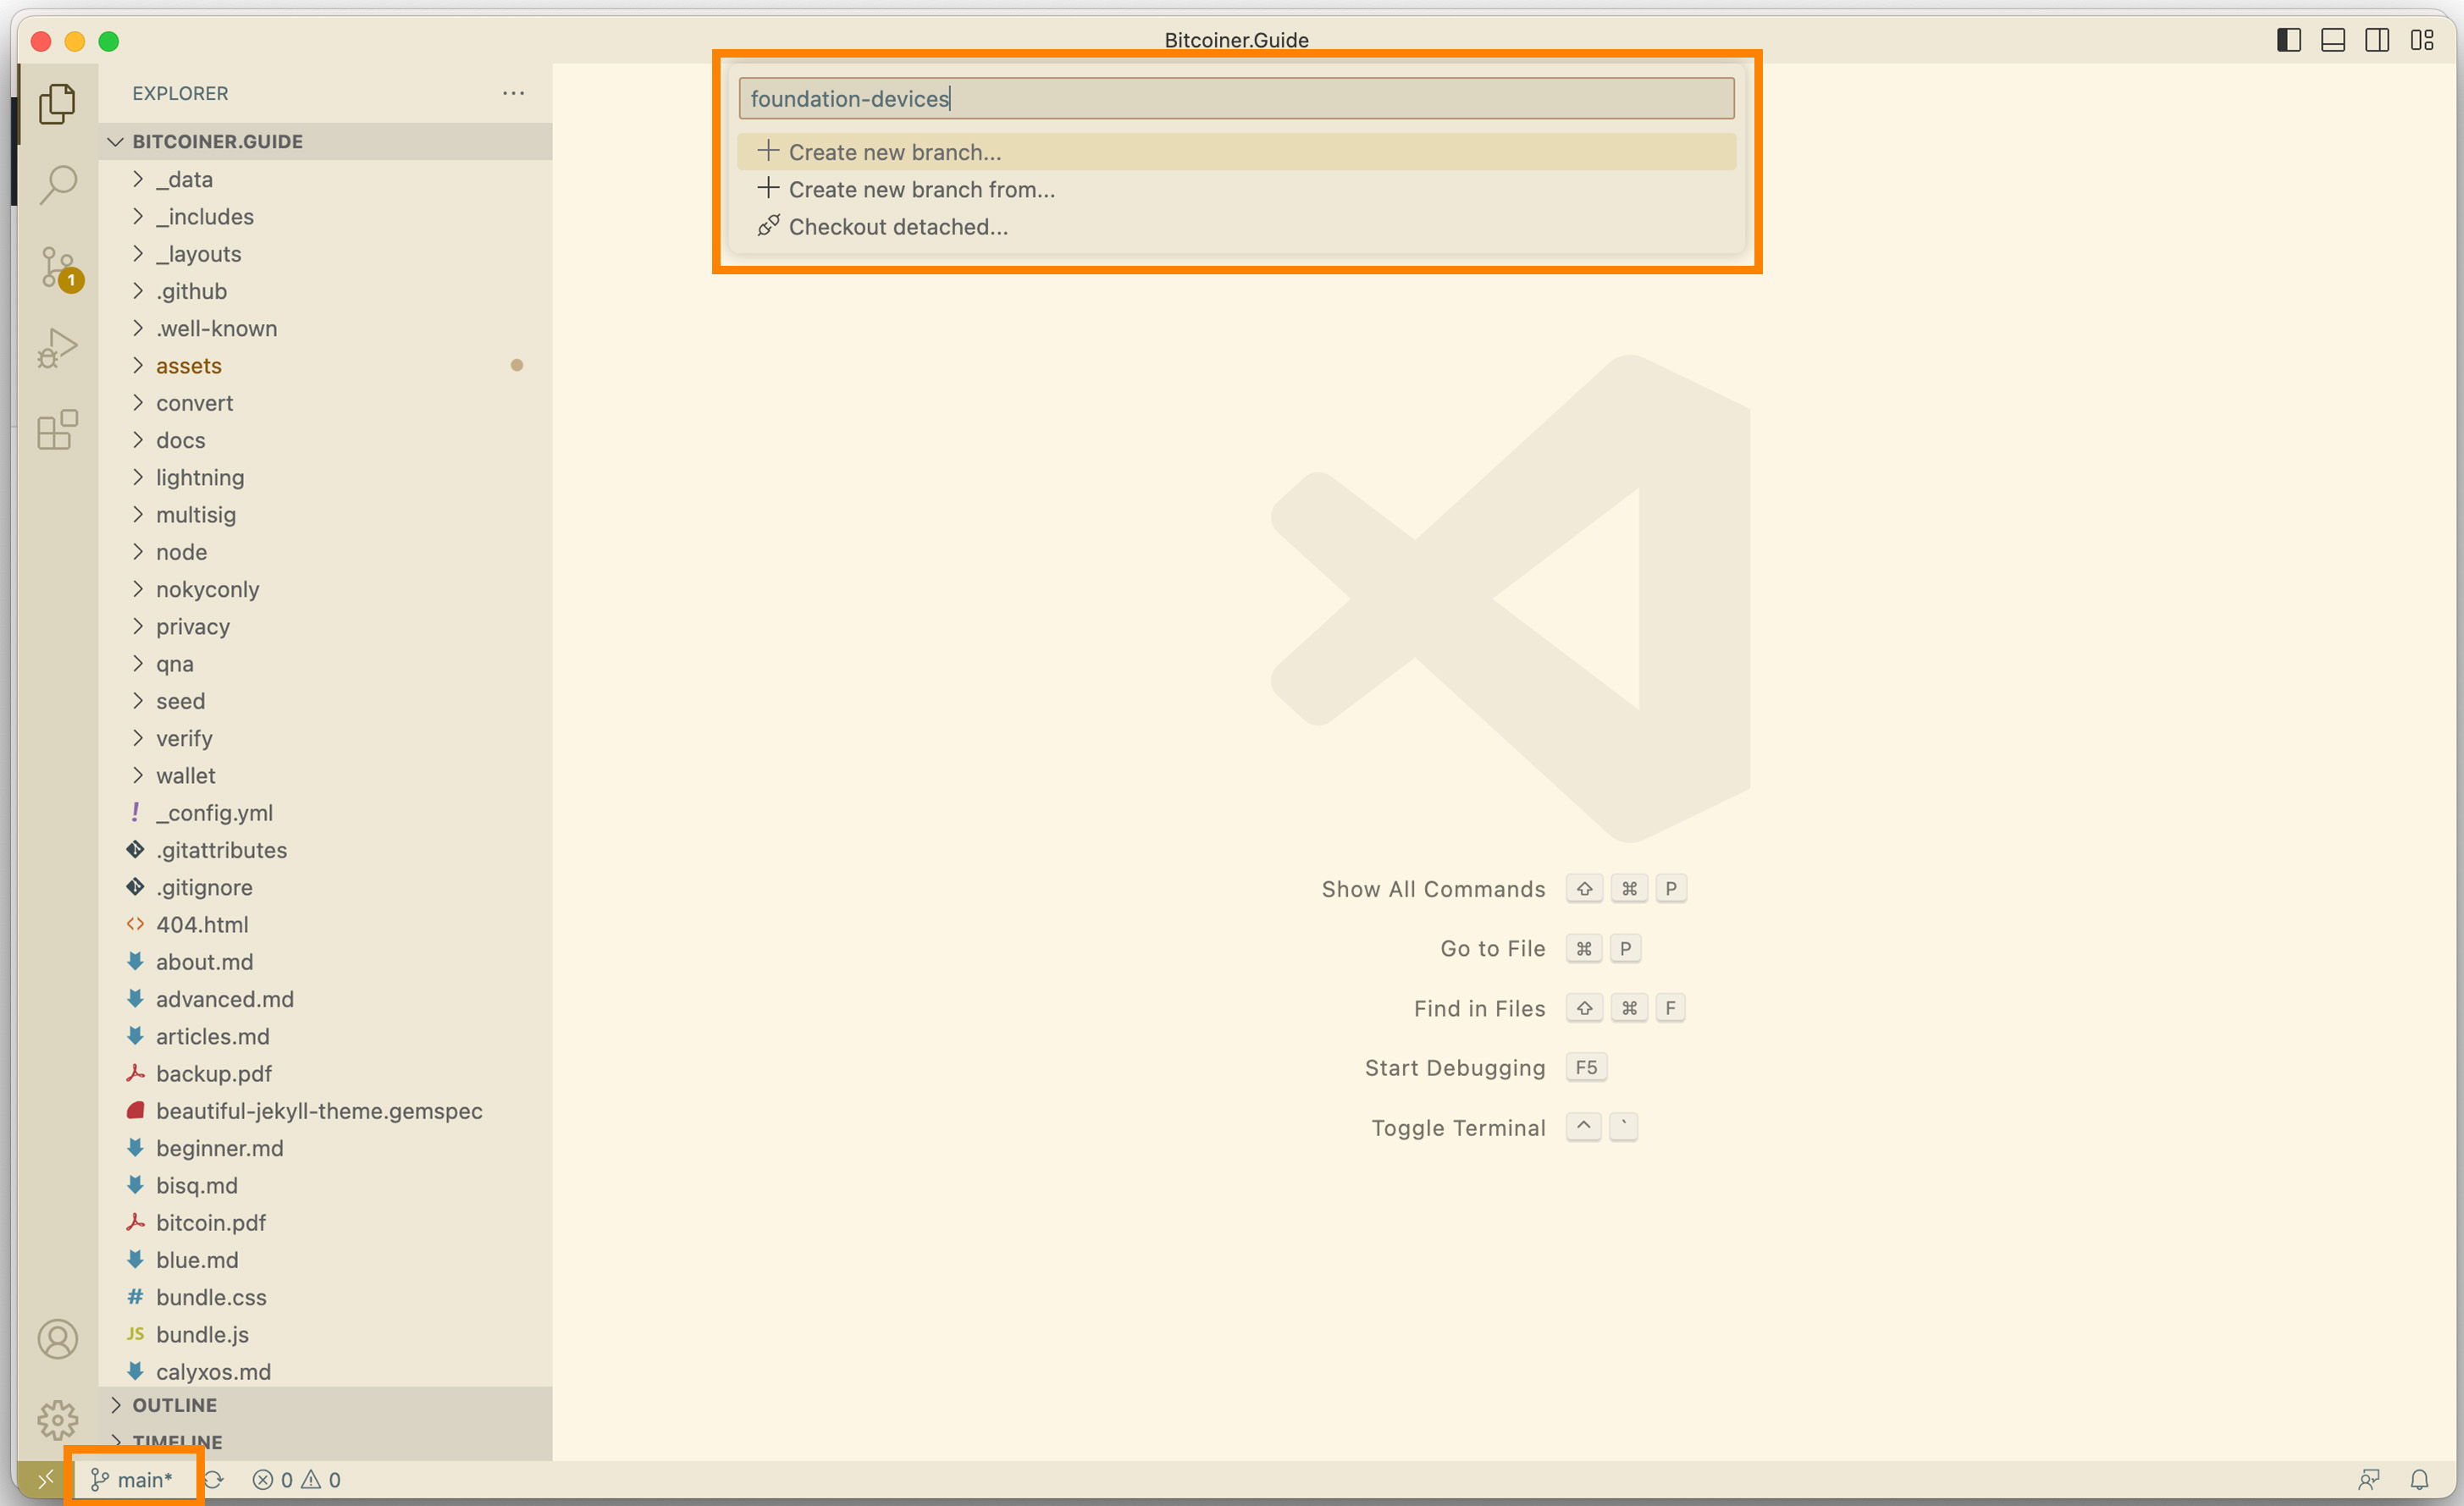 Bitcoiner.Guide
EXPLORER
BITCOINER.GUIDE
_data
_includes
_layouts
.github
.well-known
assets
convert
docs
lightning
multisig
node
nokyconly
privacy
qna
seed
verify
wallet
! _config.yml
.gitattributes
.gitignore
<> 404.html
about.md
advanced.md
articles.md
backup.pdf
beautiful-jekyll-theme.gemspec
beginner.md
bisq.md
bitcoin.pdf
blue.md
# bundle.css
JS bundle.js
calyxos.md
OUTLINE
TIMELINE
1
foundation-devices
Create new branch...
Create new branch from...
Checkout detached...
Show All Commands ⇧ ⌘ P
Go to File ⌘ P
Find in Files ⇧ ⌘ F
Start Debugging F5
Toggle Terminal ^ `
main* 0 0